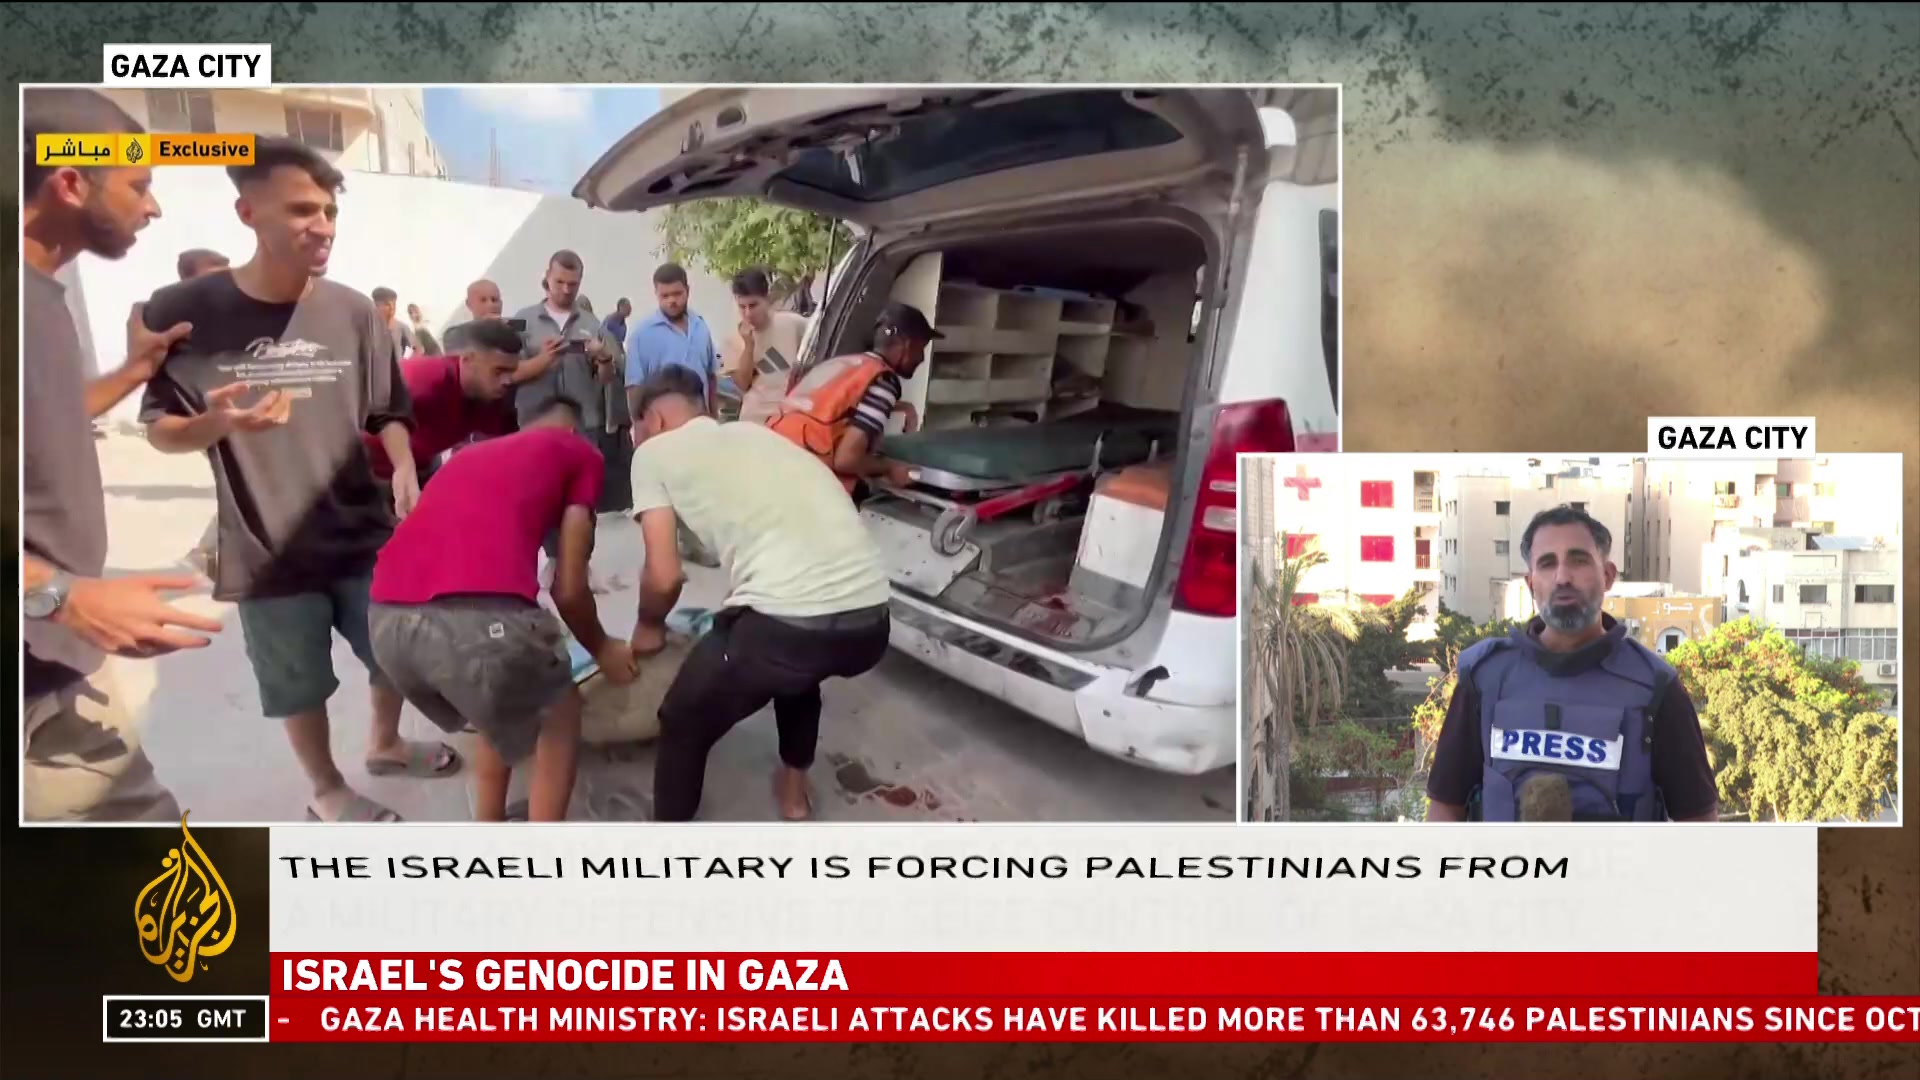 GAZA CITY
مباشر Exclusive
GAZA CITY
PRESS
THE ISRAELI MILITARY IS FORCING PALESTINIANS FROM
ISRAEL'S GENOCIDE IN GAZA
23:05 GMT
- GAZA HEALTH MINISTRY: ISRAELI ATTACKS HAVE KILLED MORE THAN 63,746 PALESTINIANS SINCE OCT